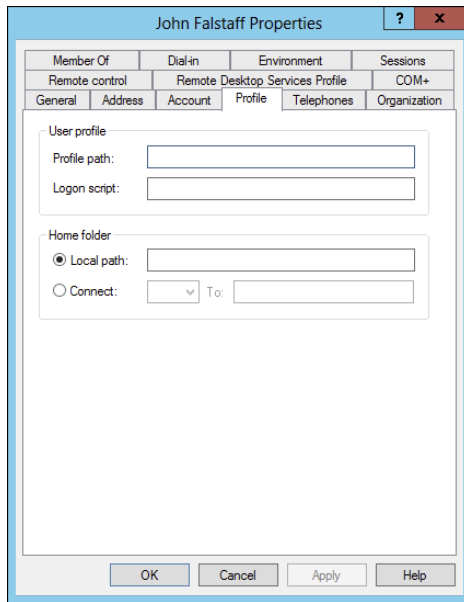 John Falstaff Properties
? x
Member Of Dial-in Environment Sessions
Remote control Remote Desktop Services Profile COM+
General Address Account Profile Telephones Organization
User profile
Profile path:
Logon script:
Home folder
Local path:
Connect: To:
OK Cancel Apply Help